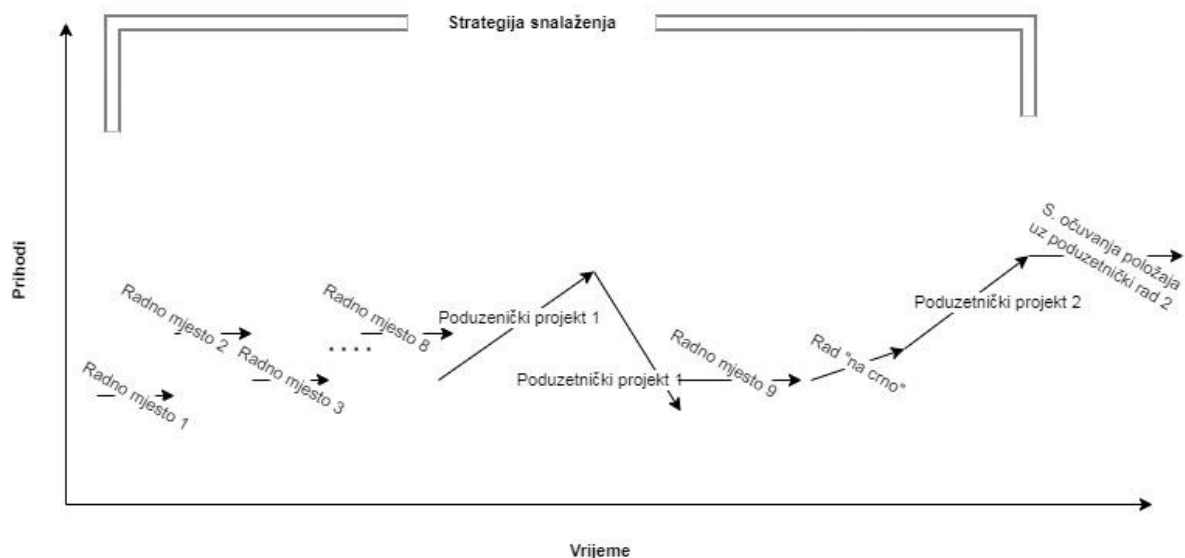 Strategija snalaženja
Prihodi
S. očuvanja položaja
uz poduzetnički rad 2
Radno mjesto 2
Radno mjesto 8
Poduzenički projekt 1
Poduzetnički projekt 2
....
Radno mjesto 3
Radno mjesto 1
Poduzetnički projekt 1
Radno mjesto 9
Rad "na crno"
Vrijeme